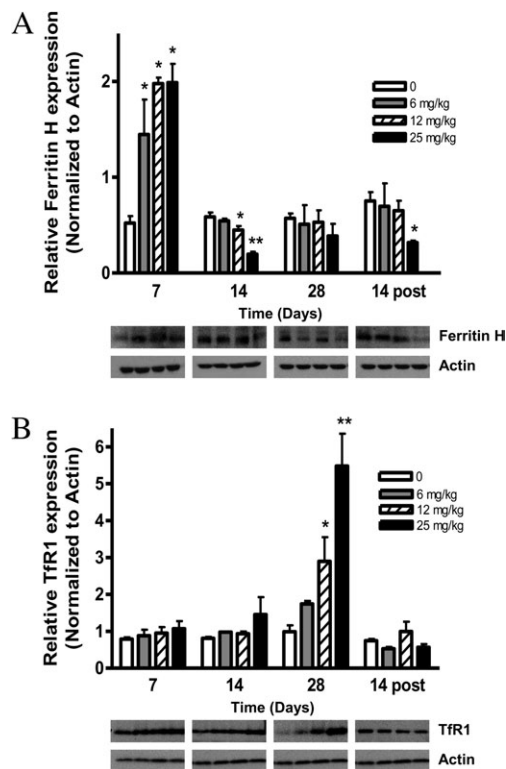 A
Relative Ferritin H expression
(Normalized to Actin)
2
1
0
* * *
* **
*
0
6 mg/kg
12 mg/kg
25 mg/kg
7 14 28 14 post
Time (Days)
Ferritin H
Actin
B
Relative TfR1 expression
(Normalized to Actin)
6
5
4
3
2
1
0
* **
0
6 mg/kg
12 mg/kg
25 mg/kg
7 14 28 14 post
Time (Days)
TfR1
Actin